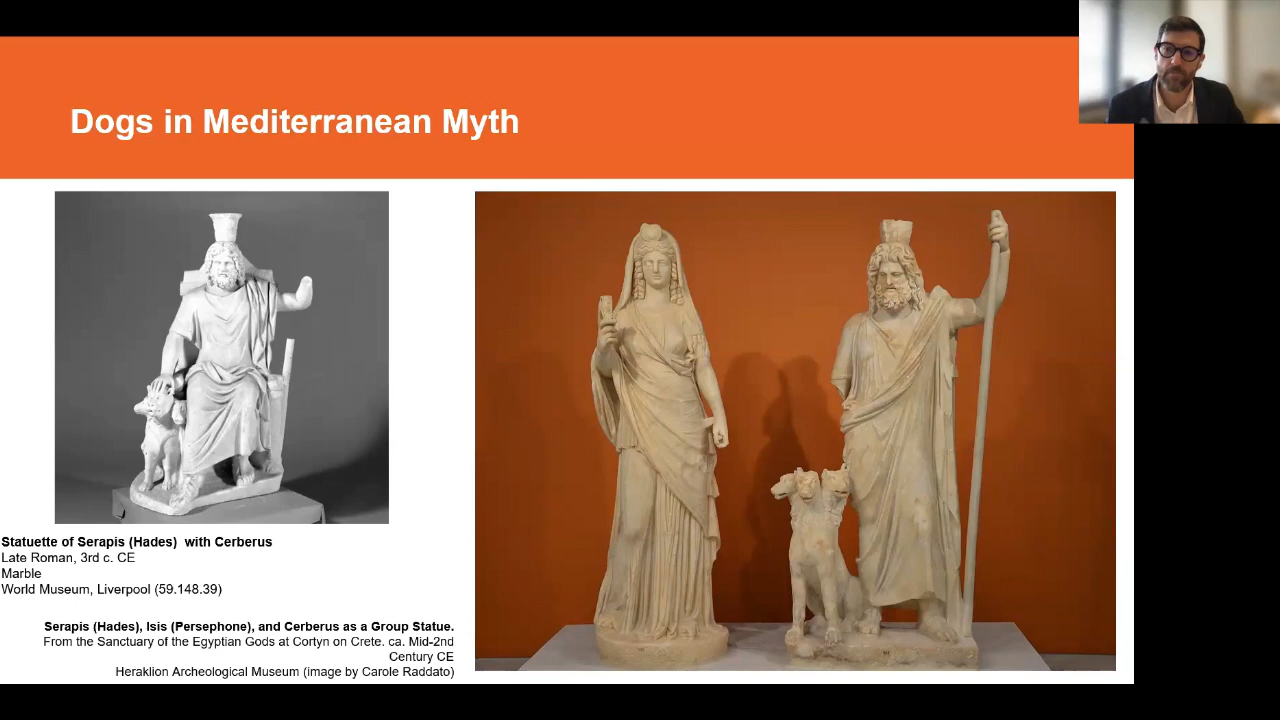 Dogs in Mediterranean Myth
Statuette of Serapis (Hades)  with Cerberus
Late Roman, 3rd c. CE
Marble
World Museum, Liverpool (59.148.39)
Serapis (Hades), Isis (Persephone), and Cerberus as a Group Statue.
From the Sanctuary of the Egyptian Gods at Cortyn on Crete. ca. Mid-2nd
Century CE
Heraklion Archeological Museum (image by Carole Raddato)